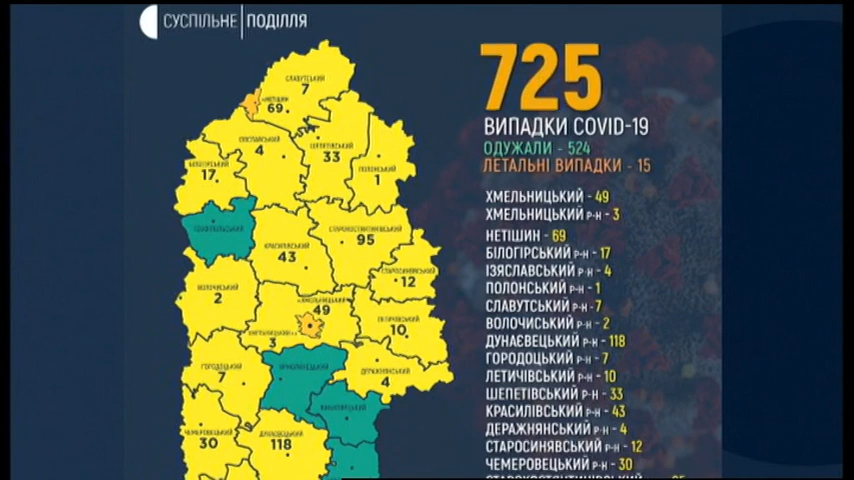 СУСПІЛЬНЕ ПОДІЛЛЯ
725
ВИПАДКИ COVID-19
ОДУЖАЛИ - 524
ЛЕТАЛЬНІ ВИПАДКИ - 15
ХМЕЛЬНИЦЬКИЙ - 49
ХМЕЛЬНИЦЬКИЙ Р-Н - 3
НЕТІШИН - 69
БІЛОГІРСЬКИЙ Р-Н - 17
ІЗЯСЛАВСЬКИЙ Р-Н - 4
ПОЛОНСЬКИЙ Р-Н - 1
СЛАВУТСЬКИЙ Р-Н -7
ВОЛОЧИСЬКИЙ Р-Н - 2
ДУНАЄВЕЦЬКИЙ Р-Н - 118
ГОРОДОЦЬКИЙ Р-Н - 7
ЛЕТИЧІВСЬКИЙ Р-Н - 10
ШЕПЕТІВСЬКИЙ Р-Н - 33
КРАСИЛІВСЬКИЙ Р-Н - 43
ДЕРАЖНЯНСЬКИЙ Р-Н - 4
СТАРОСИНЯВСЬКИЙ Р-Н - 12
ЧЕМЕРОВЕЦЬКИЙ Р-Н - 30
СЛАВУТСЬКИЙ
7
НЕТІШИН
69
ІЗЯСЛАВСЬКИЙ
4
ШЕПЕТІВСЬКИЙ
33
БІЛОГІРСЬКИЙ
17
ПОЛОНСЬКИЙ
1
СТАРОКОСТЯНТИНІВСЬКИЙ
95
КРАСИЛІВСЬКИЙ
43
СТАРОСИНЯВСЬКИЙ
12
ВОЛОЧИСЬКИЙ
2
ХМЕЛЬНИЦЬКИЙ
49
ХМЕЛЬНИЦЬКИЙ
3
ЛЕТИЧІВСЬКИЙ
10
ГОРОДОЦЬКИЙ
7
ДЕРАЖНЯНСЬКИЙ
4
ЧЕМЕРОВЕЦЬКИЙ
30
ДУНАЄВЕЦЬКИЙ
118